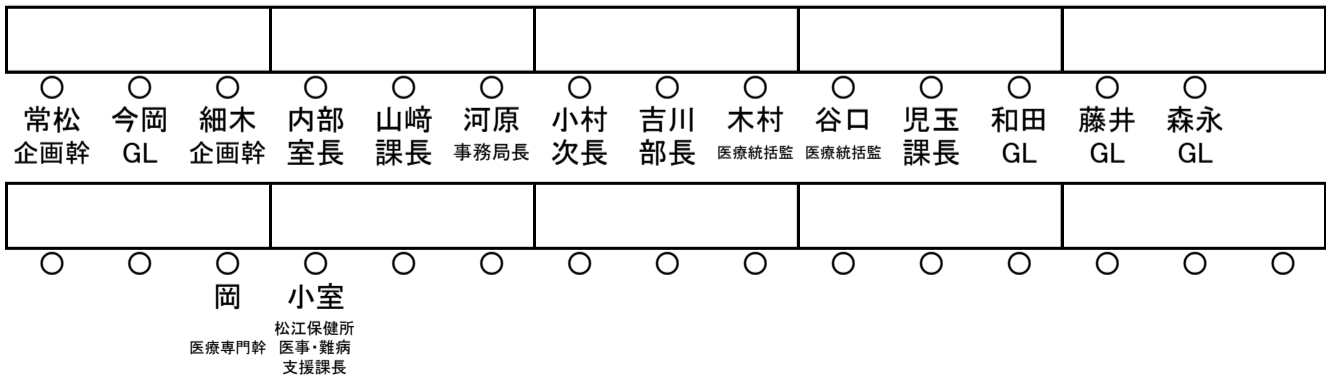 ○ ○ ○ ○ ○ ○ ○ ○ ○ ○ ○ ○ ○ ○
常松 今岡 細木 内部 山﨑 河原 小村 吉川 木村 谷口 児玉 和田 藤井 森永
企画幹 GL 企画幹 室長 課長 事務局長 次長 部長 医療統括監 医療統括監 課長 GL GL GL
○ ○ ○ ○ ○ ○ ○ ○ ○ ○ ○ ○ ○ ○ ○
岡 小室
松江保健所
医療専門幹 医事・難病
支援課長